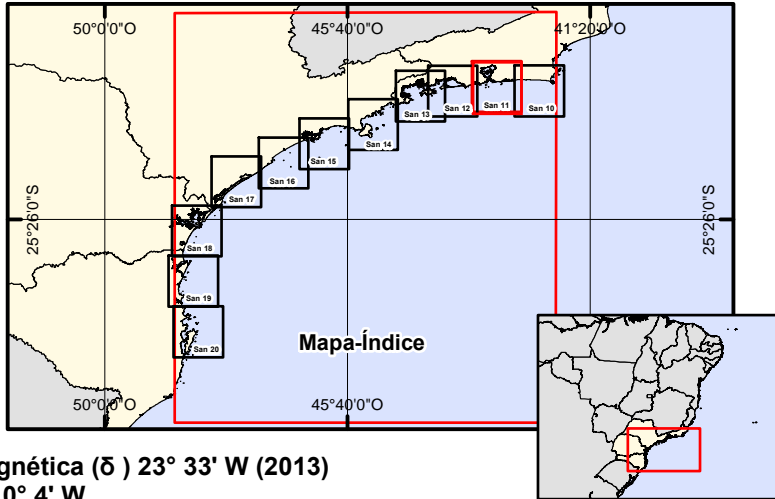 50°0'0"O 45°40'0"O 41°20'0"O
San 10
San 11
San 12
San 13
San 14
San 15
San 16
San 17
25°26'0"S 25°26'0"S
San 18
San 19
San 20
Mapa-Índice
50°0'0"O 45°40'0"O
gnética (δ ) 23° 33' W (2013)
0° 4' W